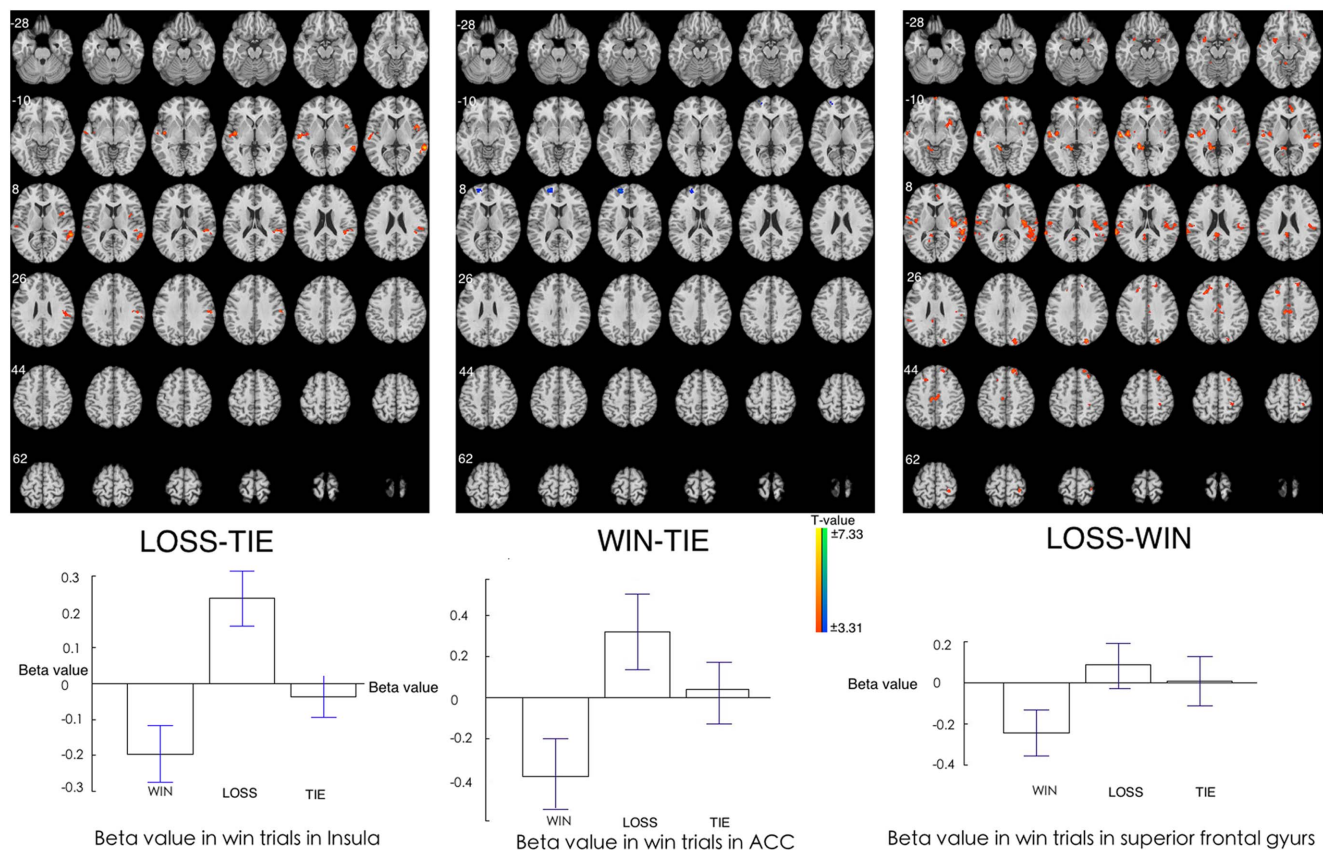 -28
-28
-28
-10
-10
-10
8
8
8
26
26
26
44
44
44
62
62
62
LOSS-TIE
WIN-TIE
LOSS-WIN
T-value
±7.33
±3.31
0.3
0.2
0.1
Beta value
0
-0.1
-0.2
-0.3
WIN
LOSS
TIE
Beta value in win trials in Insula
0.4
0.2
Beta value
0
-0.2
-0.4
WIN
LOSS
TIE
Beta value in win trials in ACC
0.2
Beta value
0
-0.2
-0.4
WIN
LOSS
TIE
Beta value in win trials in superior frontal gyurs